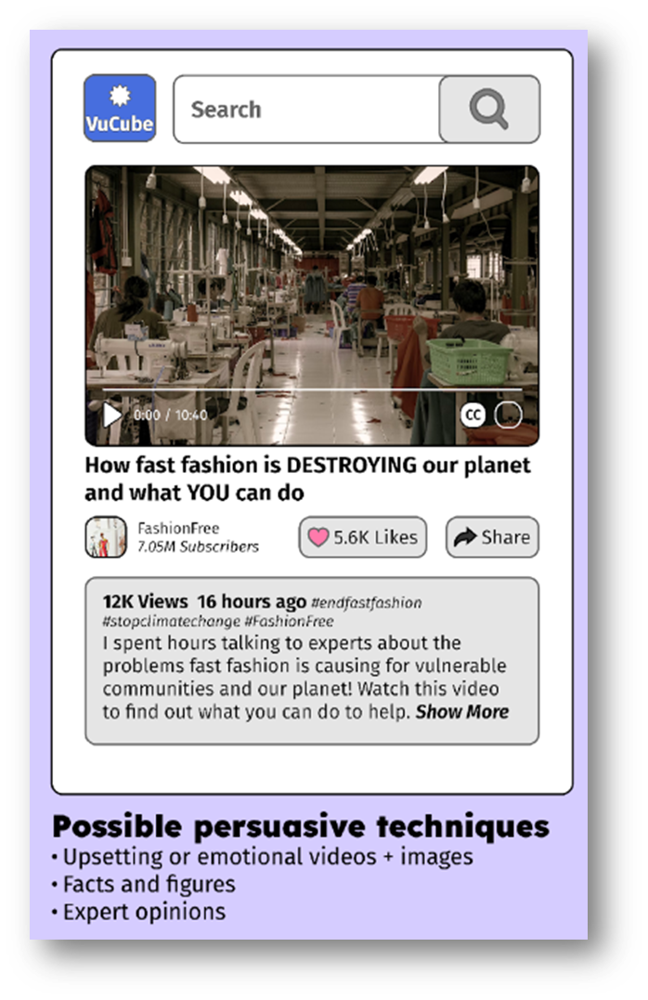 VuCube
Search
0:00 / 10:40
CC
How fast fashion is DESTROYING our planet
and what YOU can do
FashionFree
7.05M Subscribers
5.6K Likes
Share
12K Views 16 hours ago #endfastfashion
#stopclimatechange #FashionFree
I spent hours talking to experts about the
problems fast fashion is causing for vulnerable
communities and our planet! Watch this video
to find out what you can do to help. Show More
Possible persuasive techniques
• Upsetting or emotional videos + images
• Facts and figures
• Expert opinions